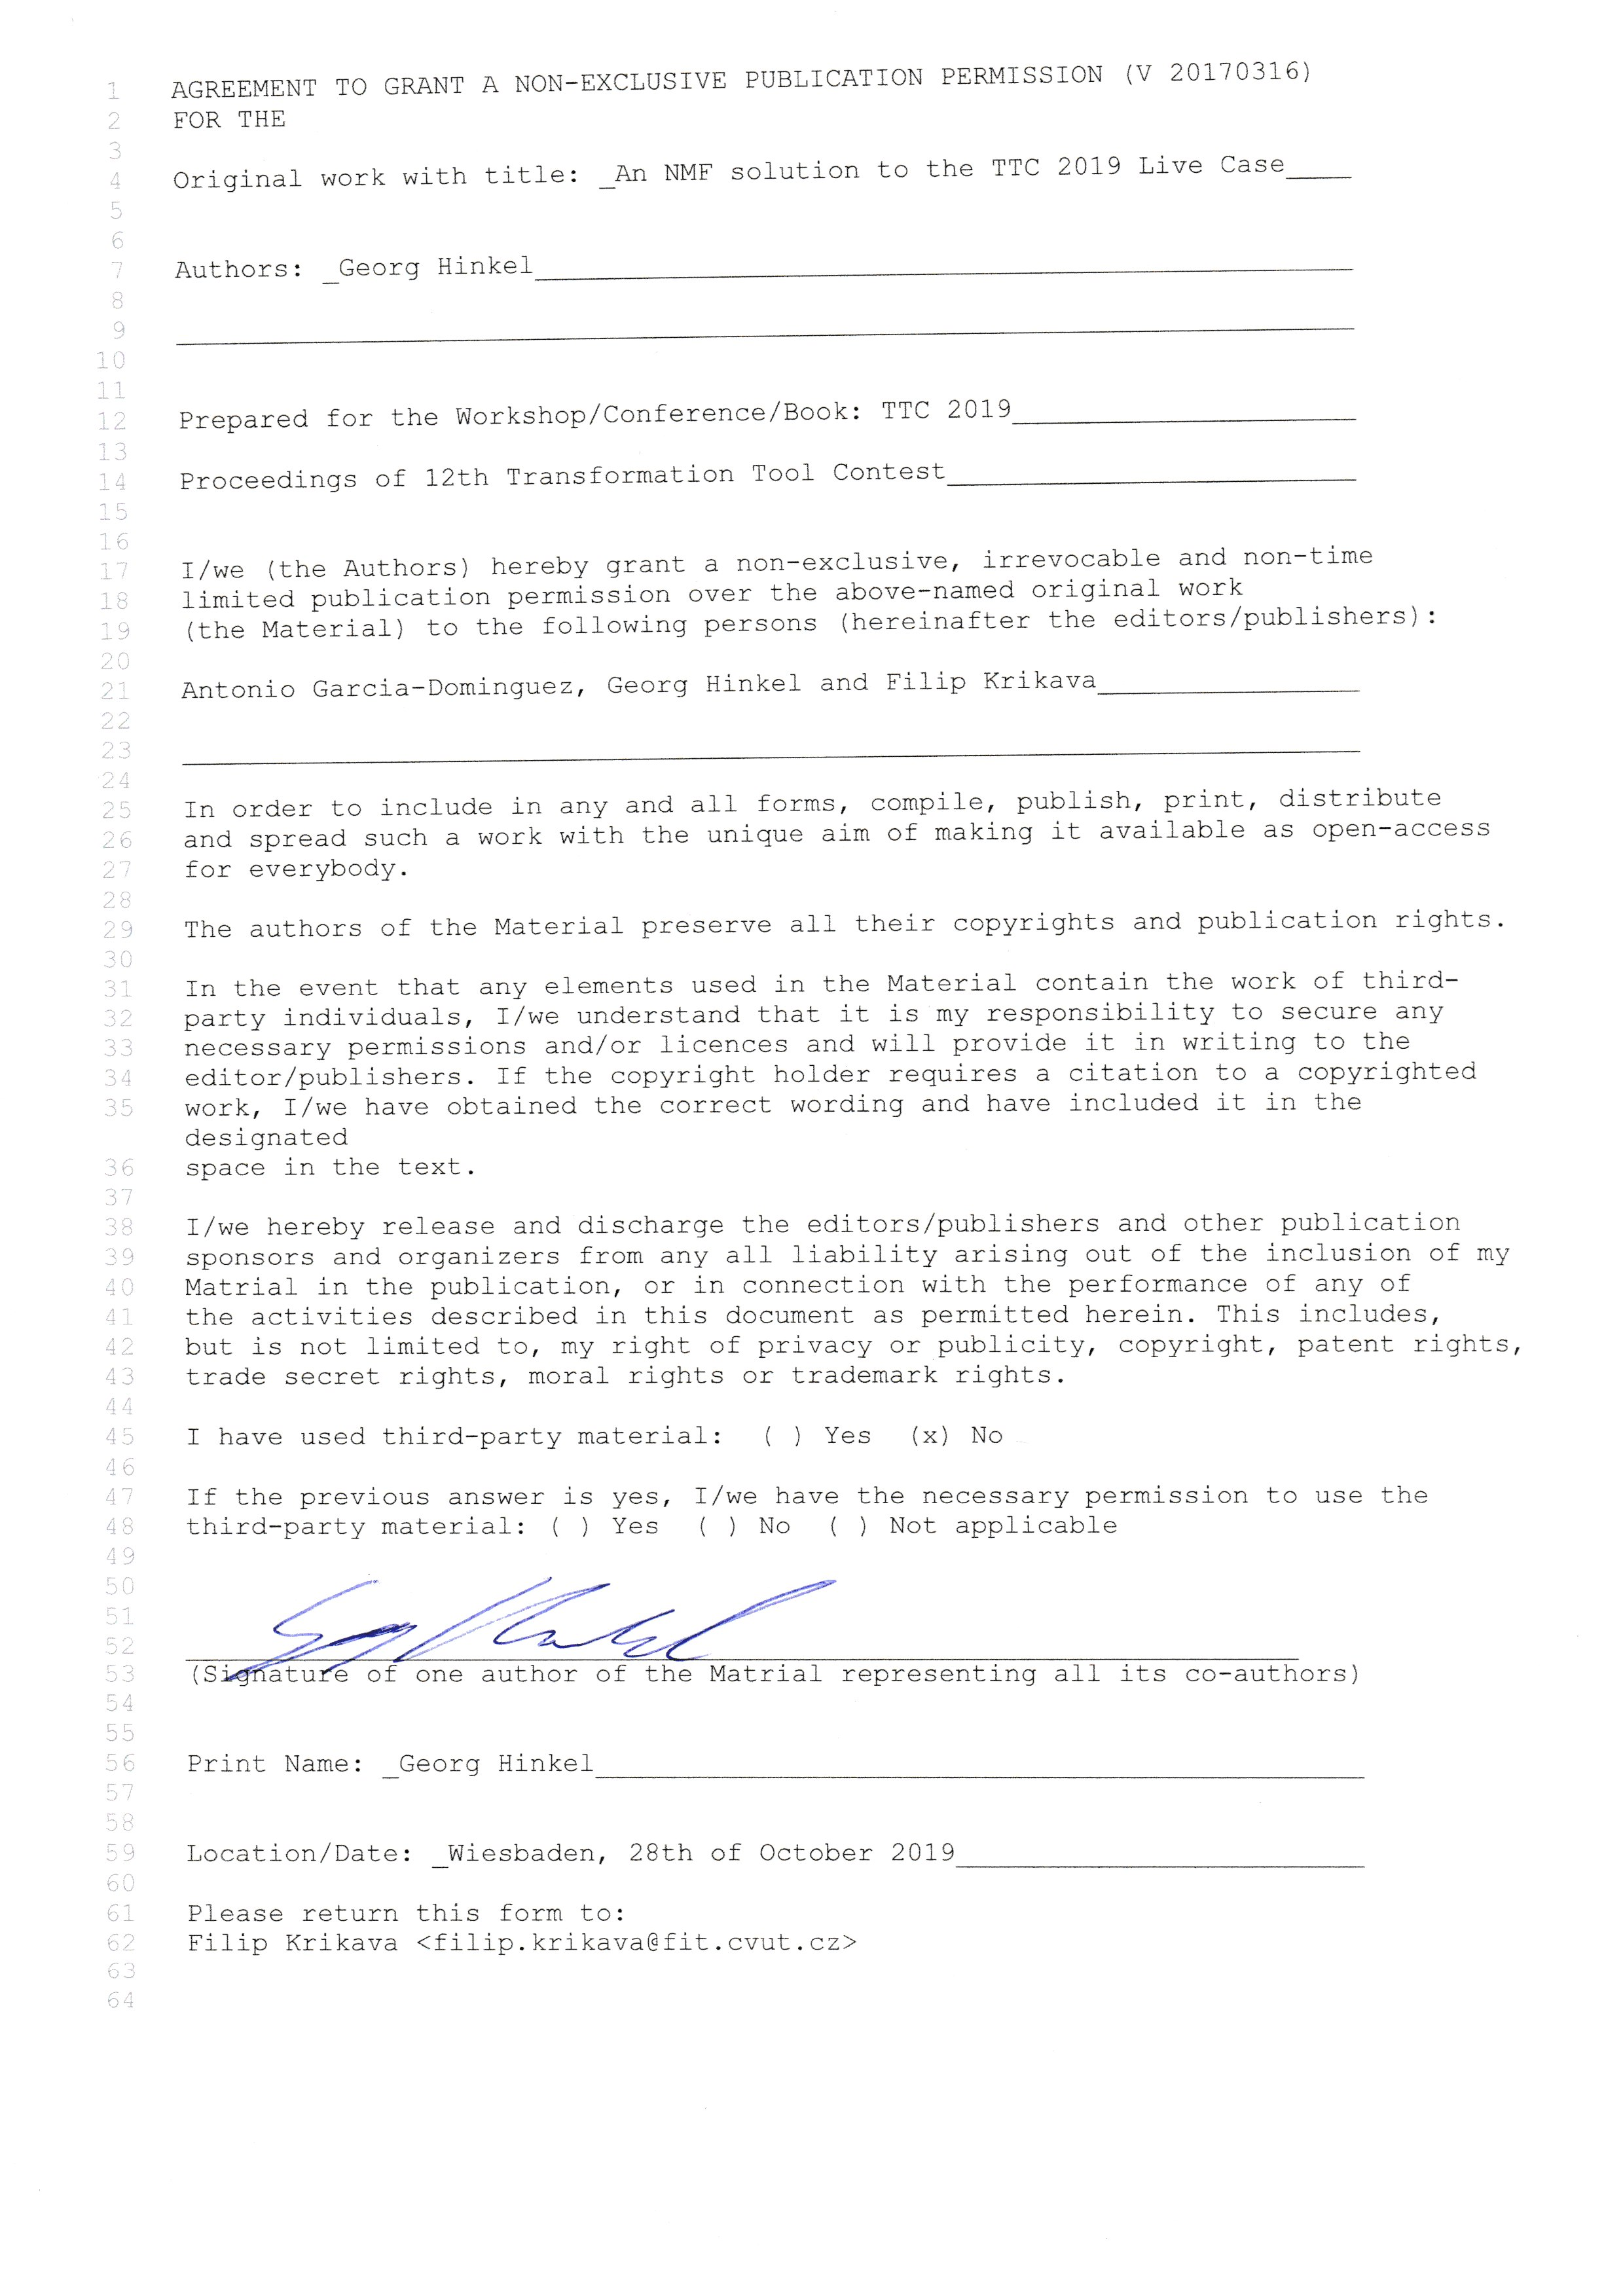 1 AGREEMENT TO GRANT A NON-EXCLUSIVE PUBLICATION PERMISSION (V 20170316)
2 FOR THE
3
4 Original work with title: _An NMF solution to the TTC 2019 Live Case____
5
6
7 Authors: _Georg Hinkel__________________________________________________
8
9 ________________________________________________________________________
10
11
12 Prepared for the Workshop/Conference/Book: TTC 2019_____________________
13
14 Proceedings of 12th Transformation Tool Contest_________________________
15
16
17 I/we (the Authors) hereby grant a non-exclusive, irrevocable and non-time
18 limited publication permission over the above-named original work
19 (the Material) to the following persons (hereinafter the editors/publishers):
20
21 Antonio Garcia-Dominguez, Georg Hinkel and Filip Krikava________________
22
23 ________________________________________________________________________
24
25 In order to include in any and all forms, compile, publish, print, distribute
26 and spread such a work with the unique aim of making it available as open-access
27 for everybody.
28
29 The authors of the Material preserve all their copyrights and publication rights.
30
31 In the event that any elements used in the Material contain the work of third-
32 party individuals, I/we understand that it is my responsibility to secure any
33 necessary permissions and/or licences and will provide it in writing to the
34 editor/publishers. If the copyright holder requires a citation to a copyrighted
35 work, I/we have obtained the correct wording and have included it in the
designated
36 space in the text.
37
38 I/we hereby release and discharge the editors/publishers and other publication
39 sponsors and organizers from any all liability arising out of the inclusion of my
40 Matrial in the publication, or in connection with the performance of any of
41 the activities described in this document as permitted herein. This includes,
42 but is not limited to, my right of privacy or publicity, copyright, patent rights,
43 trade secret rights, moral rights or trademark rights.
44
45 I have used third-party material: ( ) Yes (x) No
46
47 If the previous answer is yes, I/we have the necessary permission to use the
48 third-party material: ( ) Yes ( ) No ( ) Not applicable
49
50
51
52 ____________________________________________________________________
53 (Signature of one author of the Matrial representing all its co-authors)
54
55
56 Print Name: _Georg Hinkel_______________________________________________
57
58
59 Location/Date: _Wiesbaden, 28th of October 2019_________________________
60
61 Please return this form to:
62 Filip Krikava <filip.krikava@fit.cvut.cz>
63
64